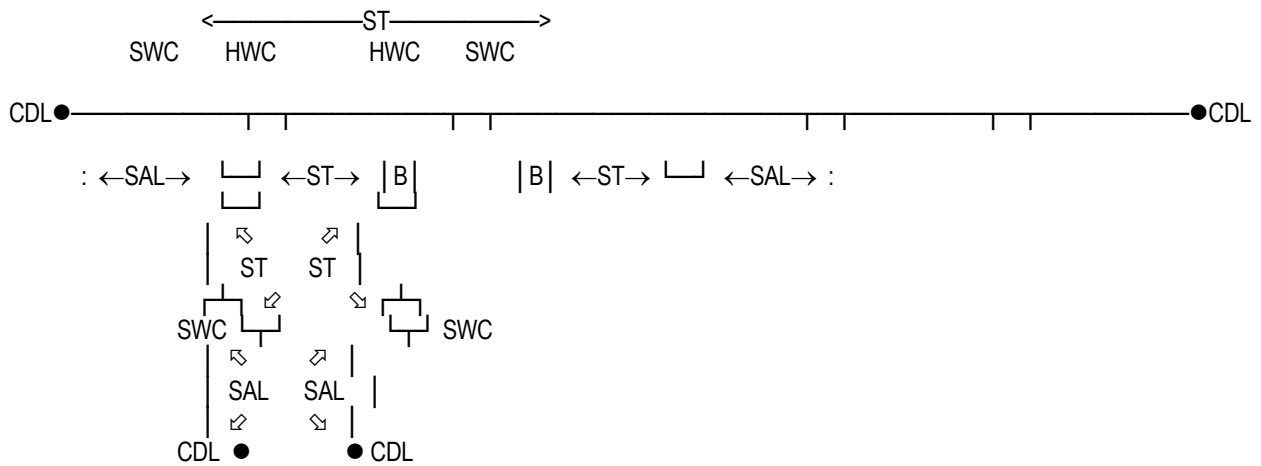 <——————ST——————>
SWC HWC HWC SWC
CDL●————————————●CDL
: ←SAL→ ←ST→ |B| |B| ←ST→ ←SAL→ :
ST ST
SWC SWC
SAL SAL
CDL ● ● CDL